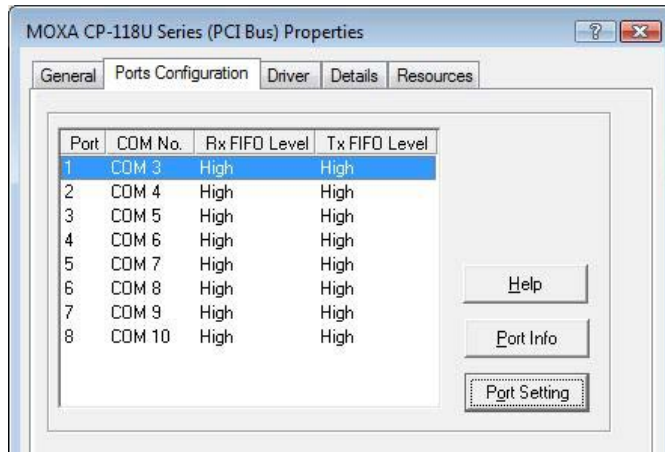 MOXA CP-118U Series (PCI Bus) Properties
General Ports Configuration Driver Details Resources
Port COM No. Rx FIFO Level Tx FIFO Level
1 COM 3 High High
2 COM 4 High High
3 COM 5 High High
4 COM 6 High High
5 COM 7 High High
6 COM 8 High High
7 COM 9 High High
8 COM 10 High High
Help
Port Info
Port Setting